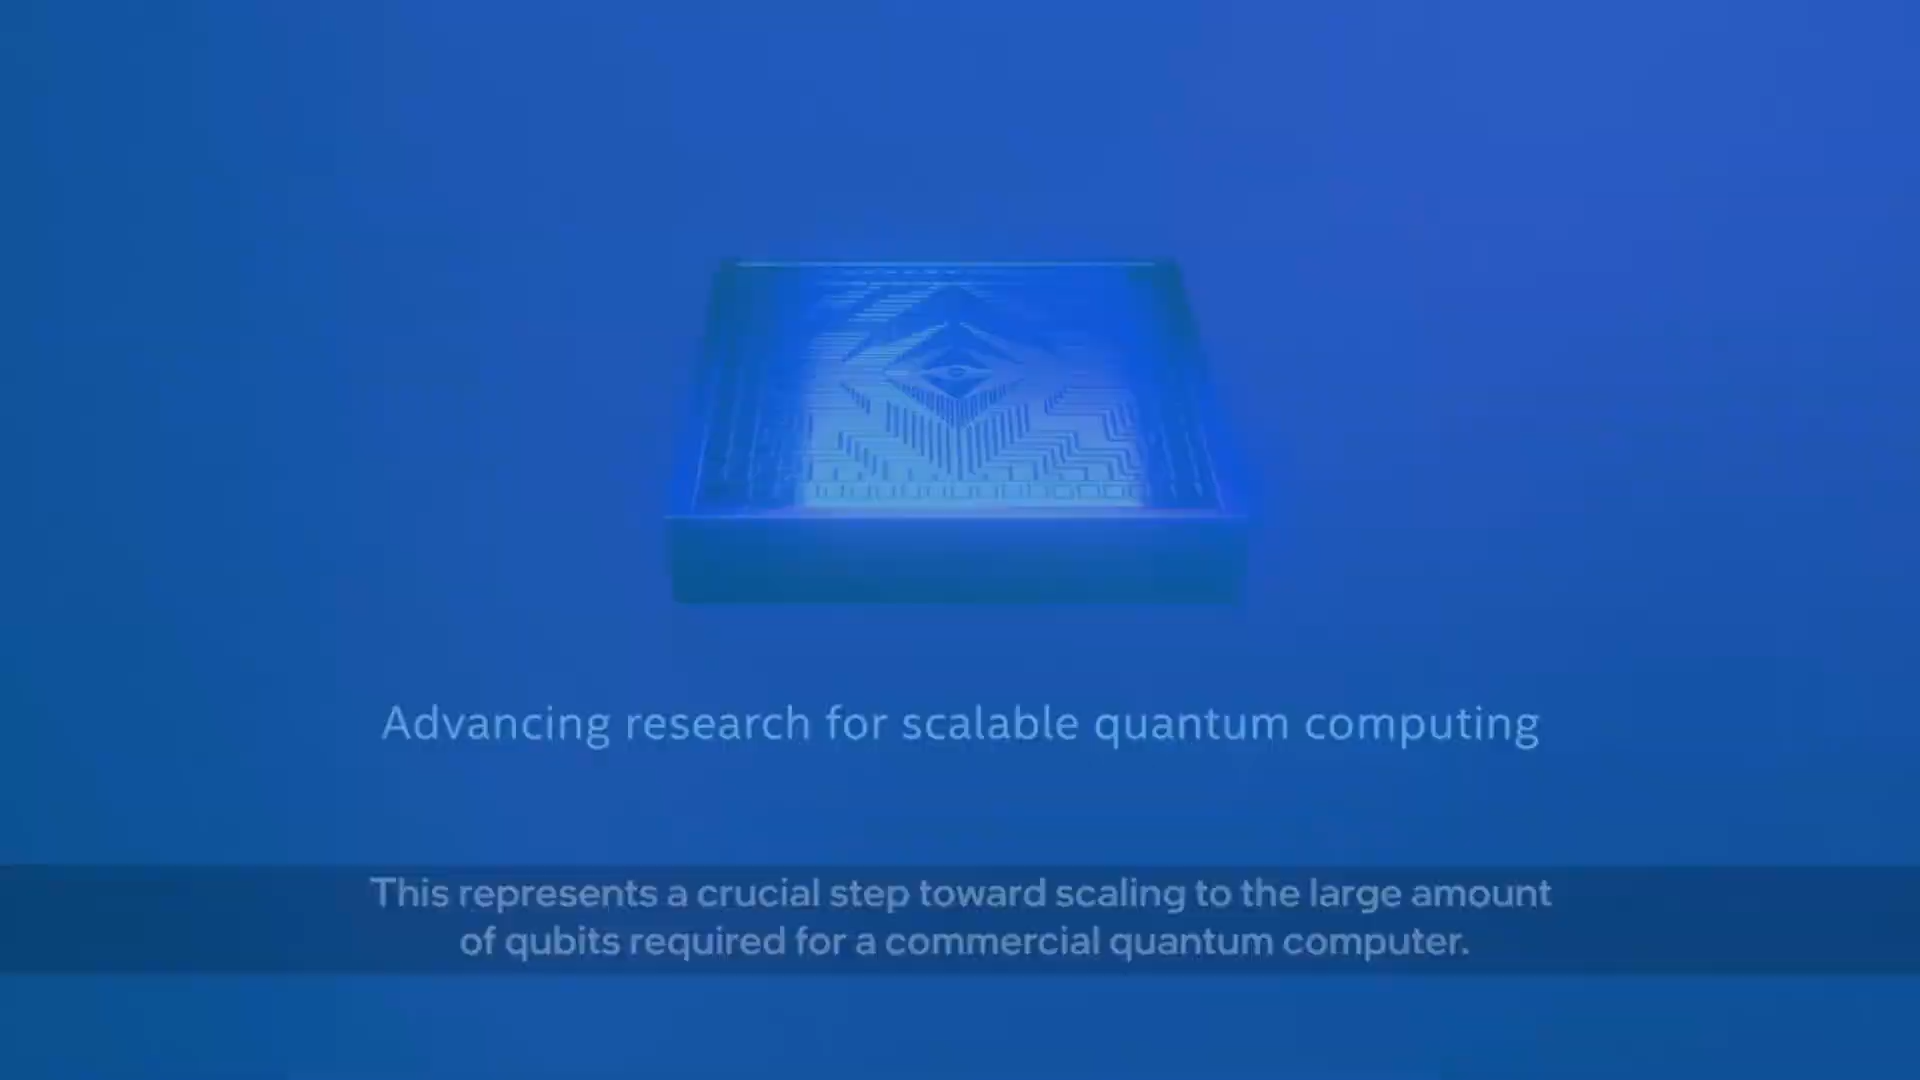 Advancing research for scalable quantum computing
This represents a crucial step toward scaling to the large amount
of qubits required for a commercial quantum computer.